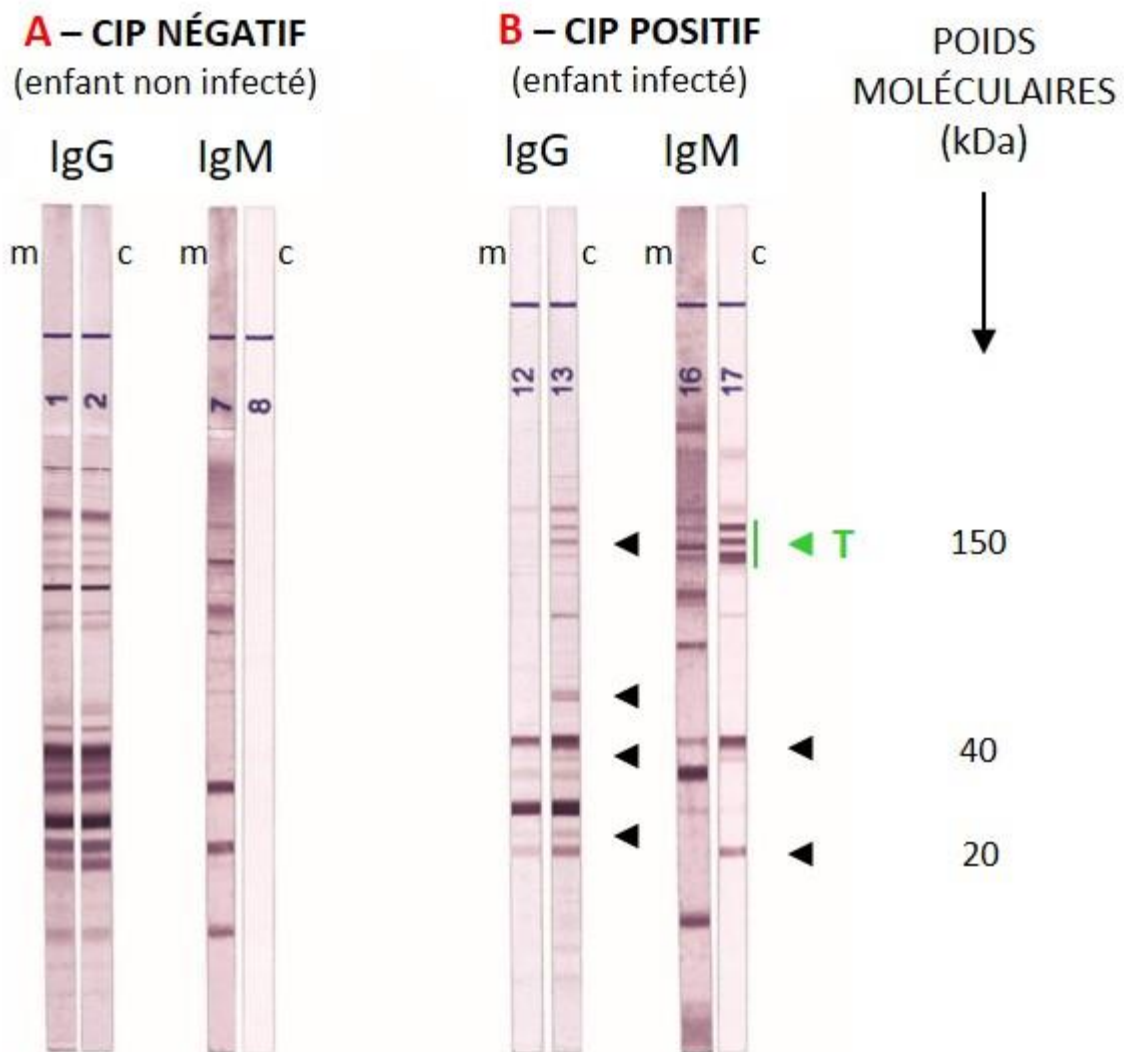 A – CIP NÉGATIF
(enfant non infecté)
IgG IgM
m c m c
1 2 7 8
B – CIP POSITIF
(enfant infecté)
IgG IgM
m c m c
12 13 16 17
T
POIDS
MOLÉCULAIRES
(kDa)
150
40
20